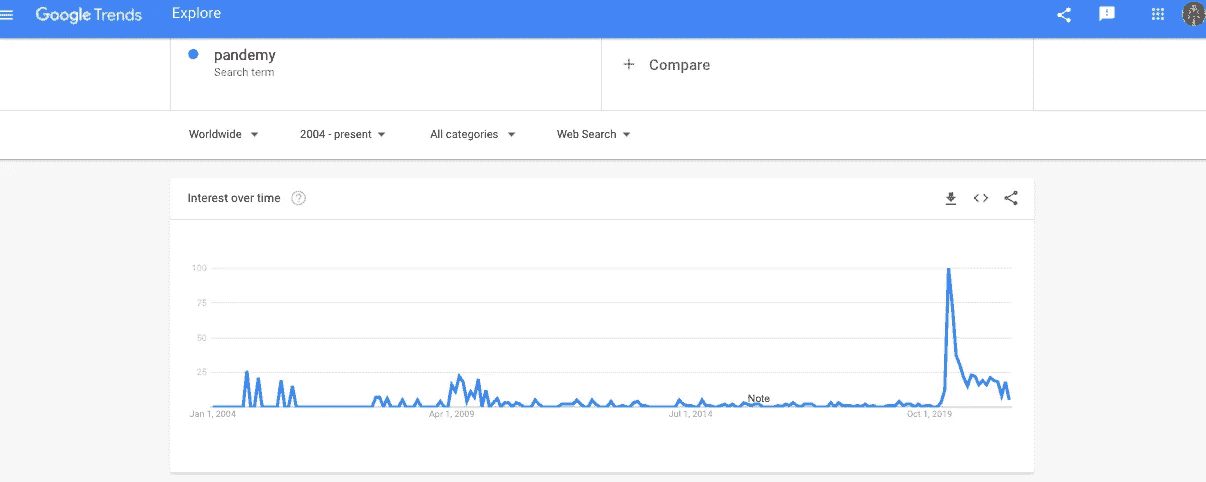 Google Trends Explore
pandemy
Search term
Compare
Worldwide 2004 - present All categories Web Search
Interest over time
100
75
50
25
Note
Jan 1, 2004 Apr 1, 2009 Jul 1, 2014 Oct 1, 2019